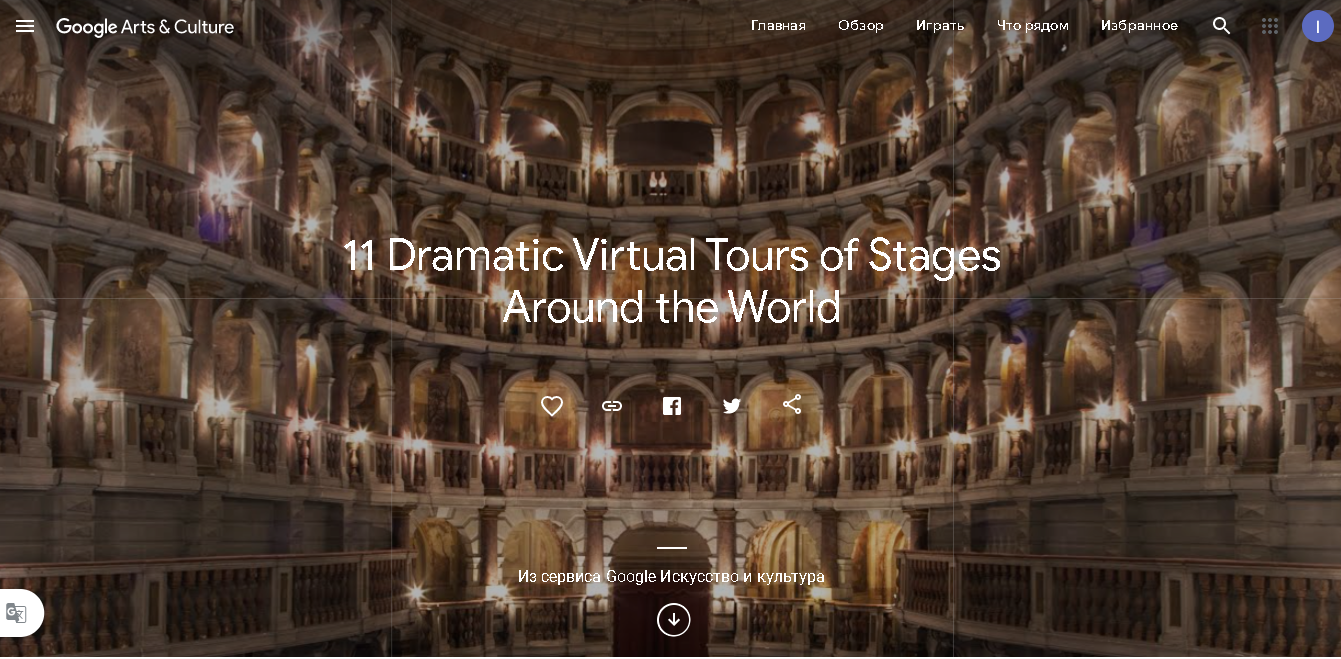 Google Arts & Culture
Главная Обзор Играть Что рядом Избранное
I
11 Dramatic Virtual Tours of Stages
Around the World
Из сервиса Google Искусство и культура